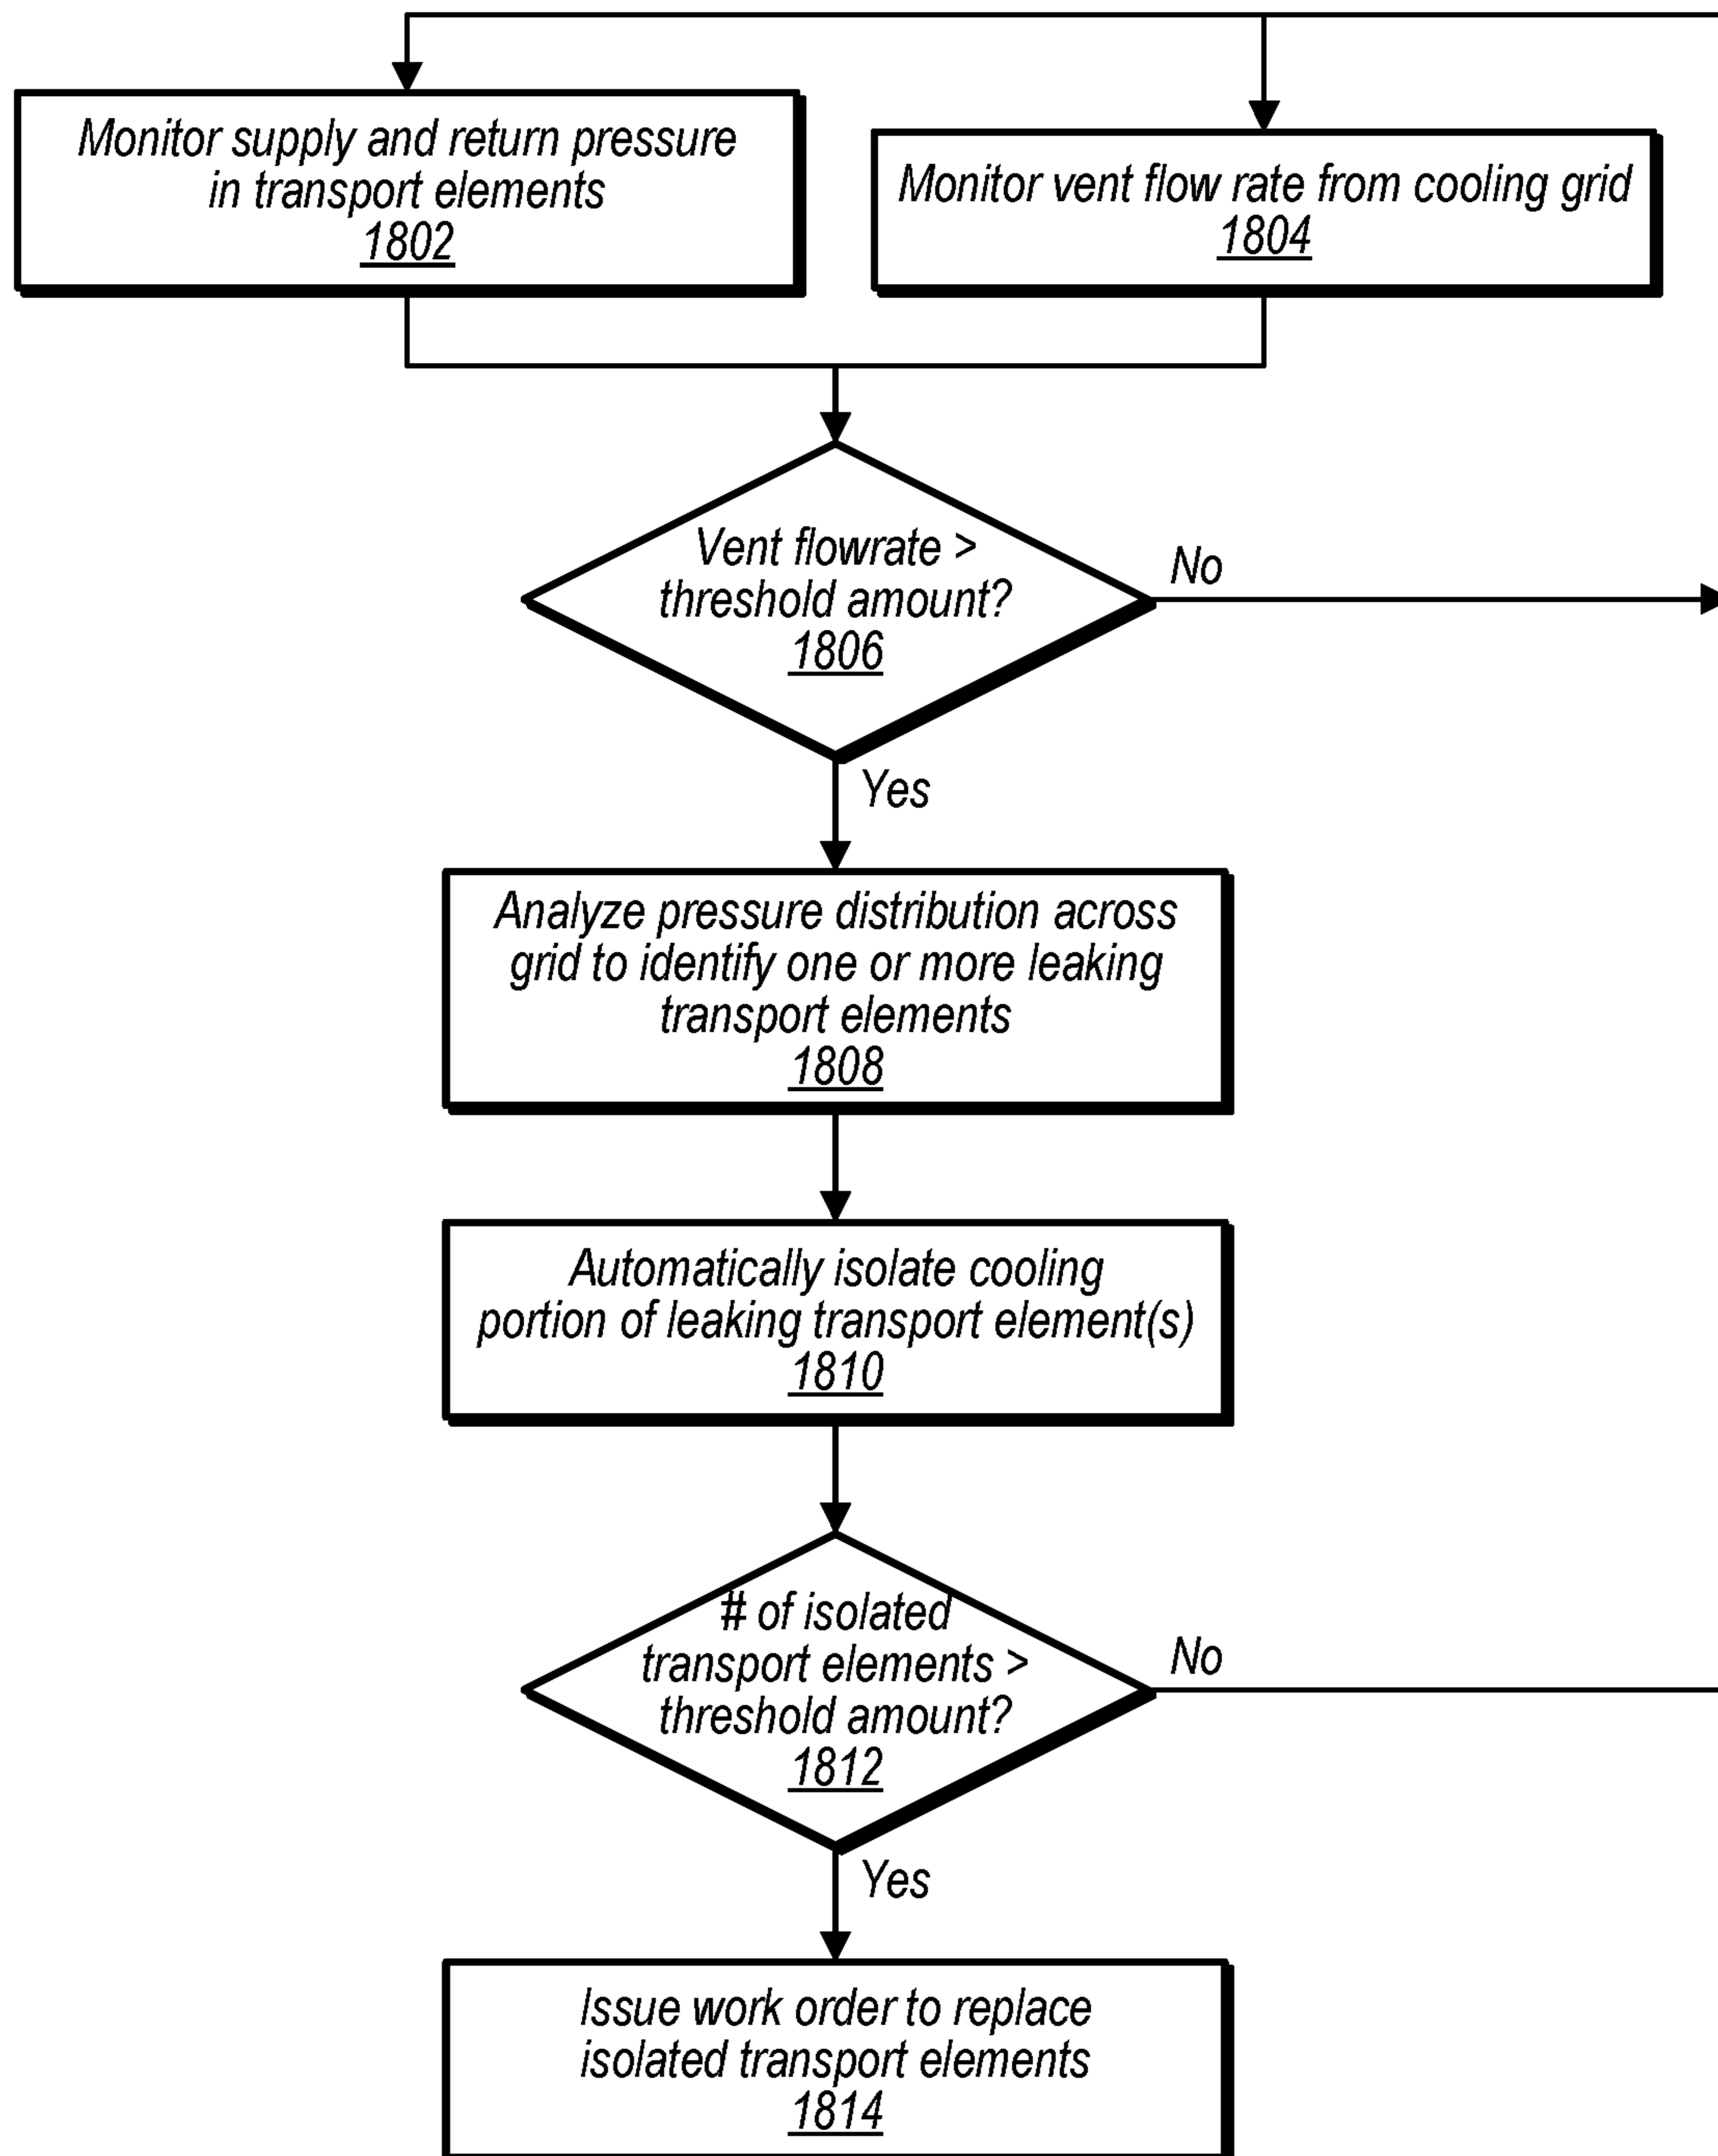 Monitor supply and return pressure
in transport elements
1802
Monitor vent flow rate from cooling grid
1804
Vent flowrate >
threshold amount?
1806
No
Yes
Analyze pressure distribution across
grid to identify one or more leaking
transport elements
1808
Automatically isolate cooling
portion of leaking transport element(s)
1810
# of isolated
transport elements >
threshold amount?
1812
No
Yes
Issue work order to replace
isolated transport elements
1814